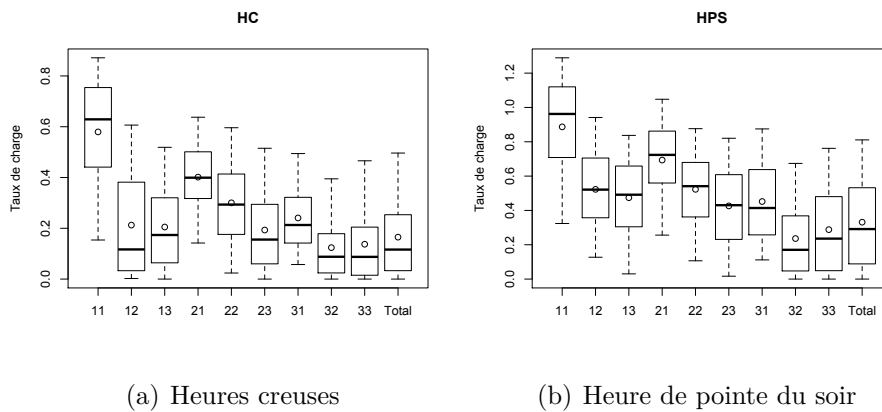 HC
Taux de charge
0.0 0.2 0.4 0.6 0.8
11 12 13 21 22 23 31 32 33 Total
(a) Heures creuses
HPS
Taux de charge
0.0 0.2 0.4 0.6 0.8 1.0 1.2
11 12 13 21 22 23 31 32 33 Total
(b) Heure de pointe du soir